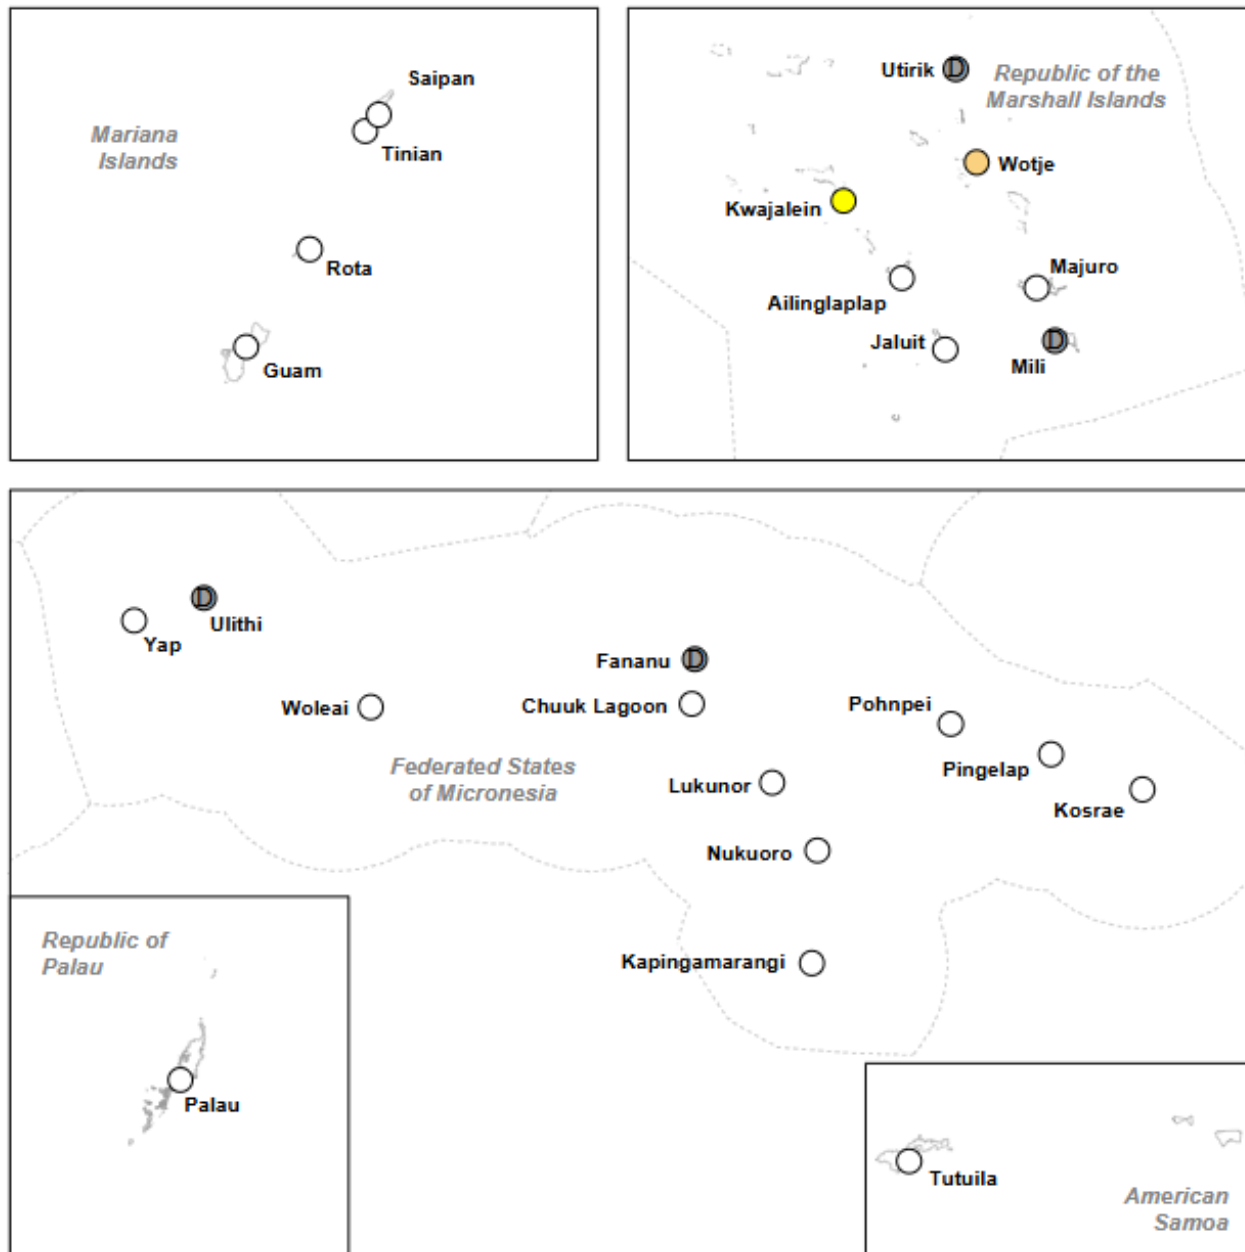 Saipan
Mariana
Islands
Tinian
Rota
Guam
Utirik
D
Republic of the
Marshall Islands
Wotje
Kwajalein
Majuro
Ailinglaplap
Jaluit
D
Mili
D
Ulithi
Yap
Fananu
D
Woleai
Chuuk Lagoon
Pohnpei
Federated States
of Micronesia
Pingelap
Lukunor
Kosrae
Nukuoro
Kapingamarangi
Republic of
Palau
Palau
Tutuila
American
Samoa